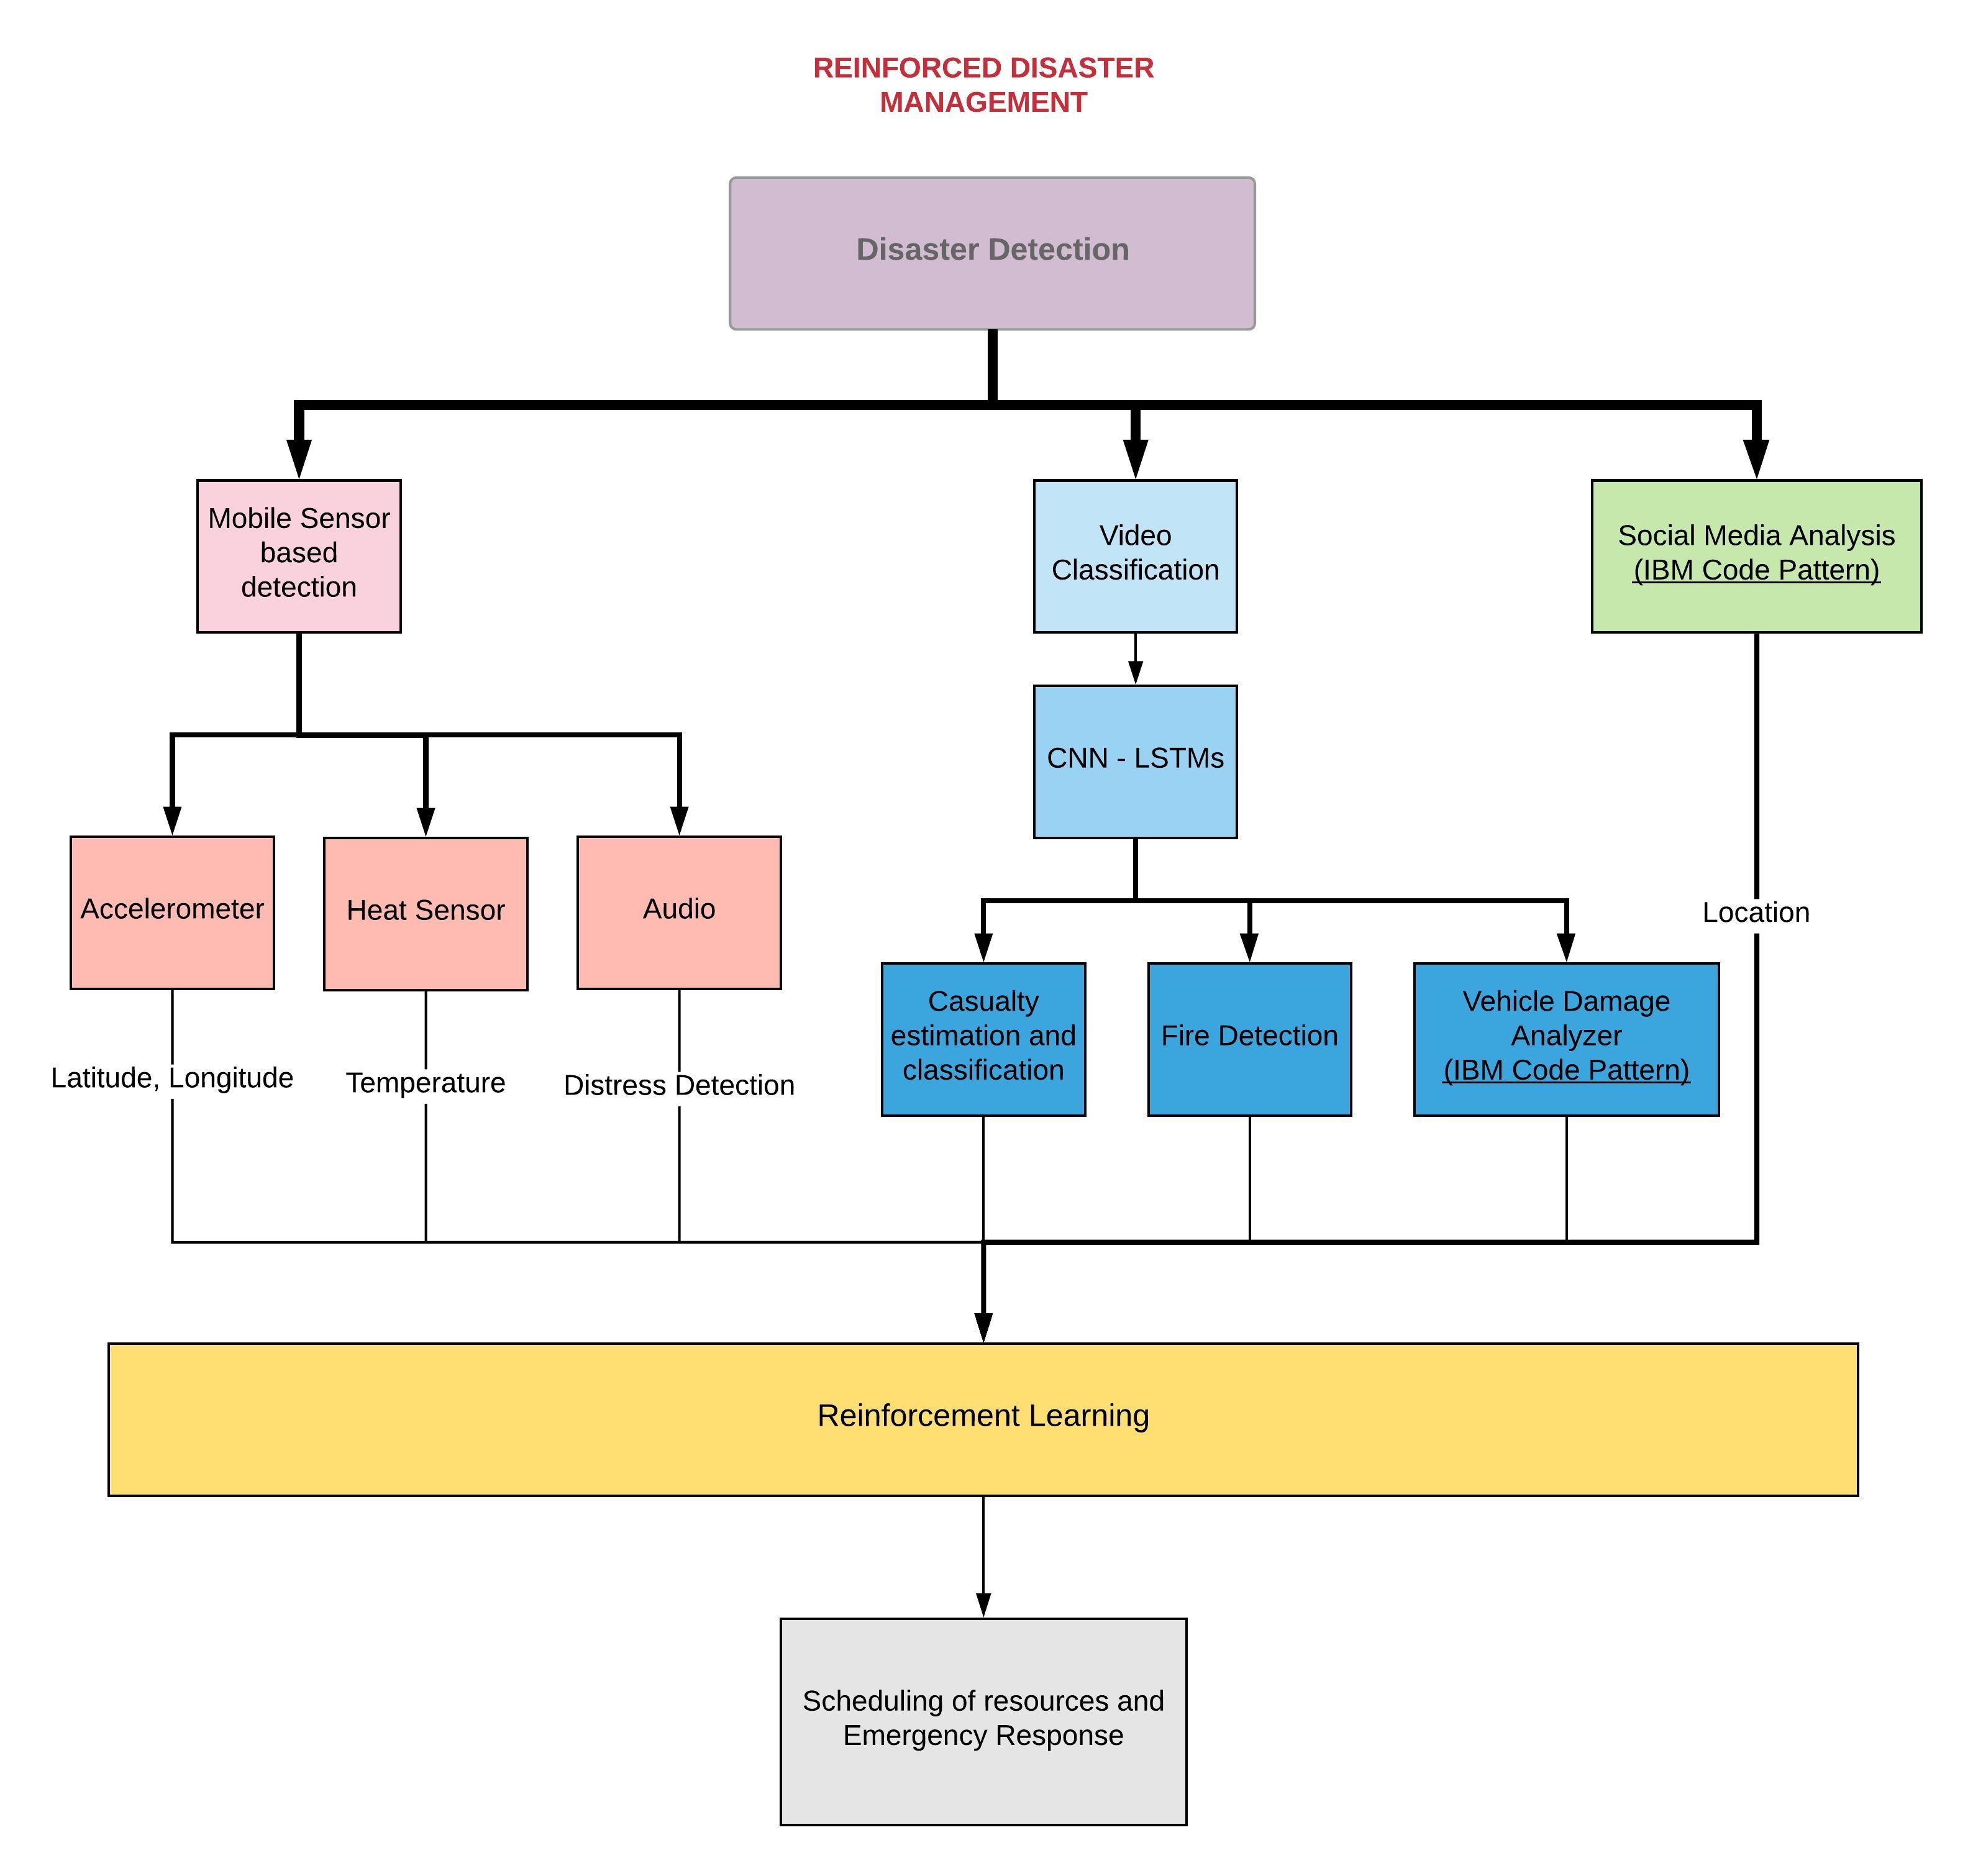 REINFORCED DISASTER
MANAGEMENT
Disaster Detection
Mobile Sensor
based
detection
Video
Classification
Social Media Analysis
(IBM Code Pattern)
CNN - LSTMs
Accelerometer
Heat Sensor
Audio
Location
Casualty
estimation and
classification
Fire Detection
Vehicle Damage
Analyzer
(IBM Code Pattern)
Latitude, Longitude
Temperature
Distress Detection
Reinforcement Learning
Scheduling of resources and
Emergency Response